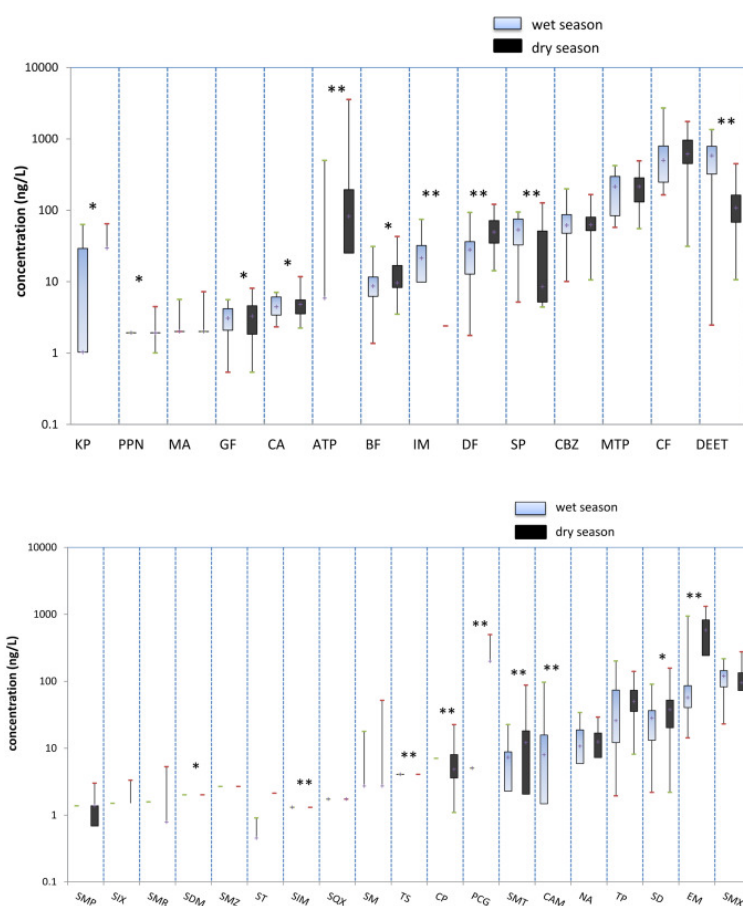 wet season
dry season
10000
1000
100
10
1
0.1
concentration (ng/L)
* * * * ** * ** ** ** **
KP PPN MA GF CA ATP BF IM DF SP CBZ MTP CF DEET
wet season
dry season
10000
1000
100
10
1
0.1
concentration (ng/L)
* ** ** ** ** ** ** * **
SMP SIX SMR SDM SMZ ST SIM SQX SM TS CP PCG SMT CAM NA TP SD EM SMX